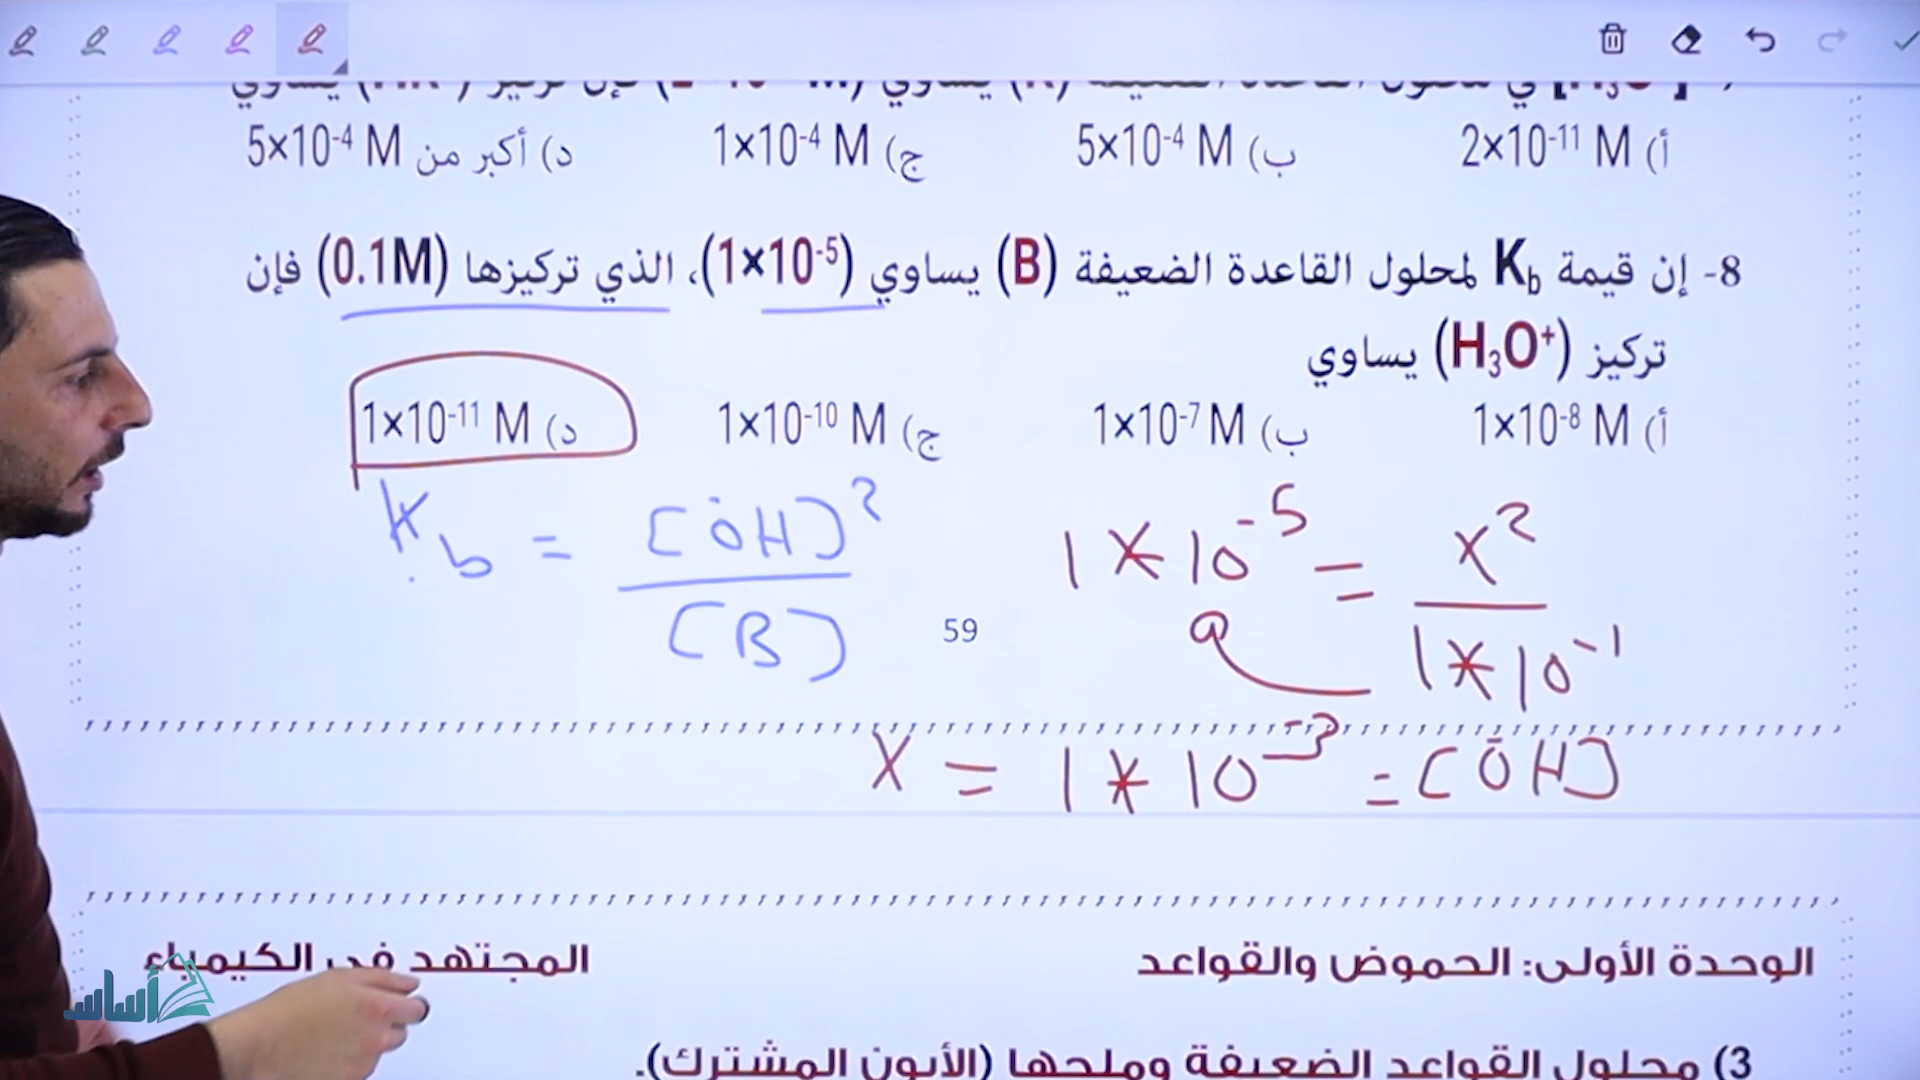 أ) 2×10⁻¹¹ M ب) 5×10⁻⁴ M ج) 1×10⁻⁴ M د) أكبر من 5×10⁻⁴ M
8- إن قيمة Kb لمحلول القاعدة الضعيفة (B) يساوي (1×10⁻⁵)، الذي تركيزها (0.1M) فإن
تركيز (H₃O⁺) يساوي
أ) 1×10⁻⁸ M ب) 1×10⁻⁷ M ج) 1×10⁻¹⁰ M د) 1×10⁻¹¹ M
Kb = [OH]² / [B]
1*10⁻⁵ = x² / 1*10⁻¹
59
X = 1*10⁻³ = [OH]
الوحدة الأولى: الحموض والقواعد
المجتهد في الكيمياء
أساس
3) محلول القواعد الضعيفة وملحها (الأيون المشترك).